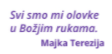 Svi smo mi olovke
u Božjim rukama.
Majka Terezija